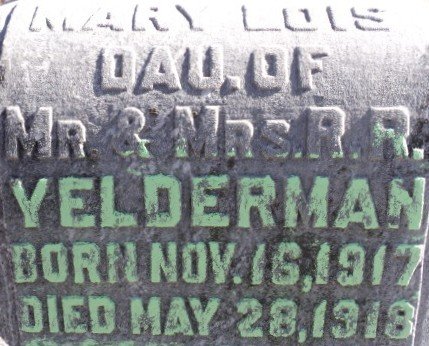 MARY LOIS
DAU. OF
MR. & MRS. R. R.
YELDERMAN
BORN NOV. 16, 1917
DIED MAY 28, 1918